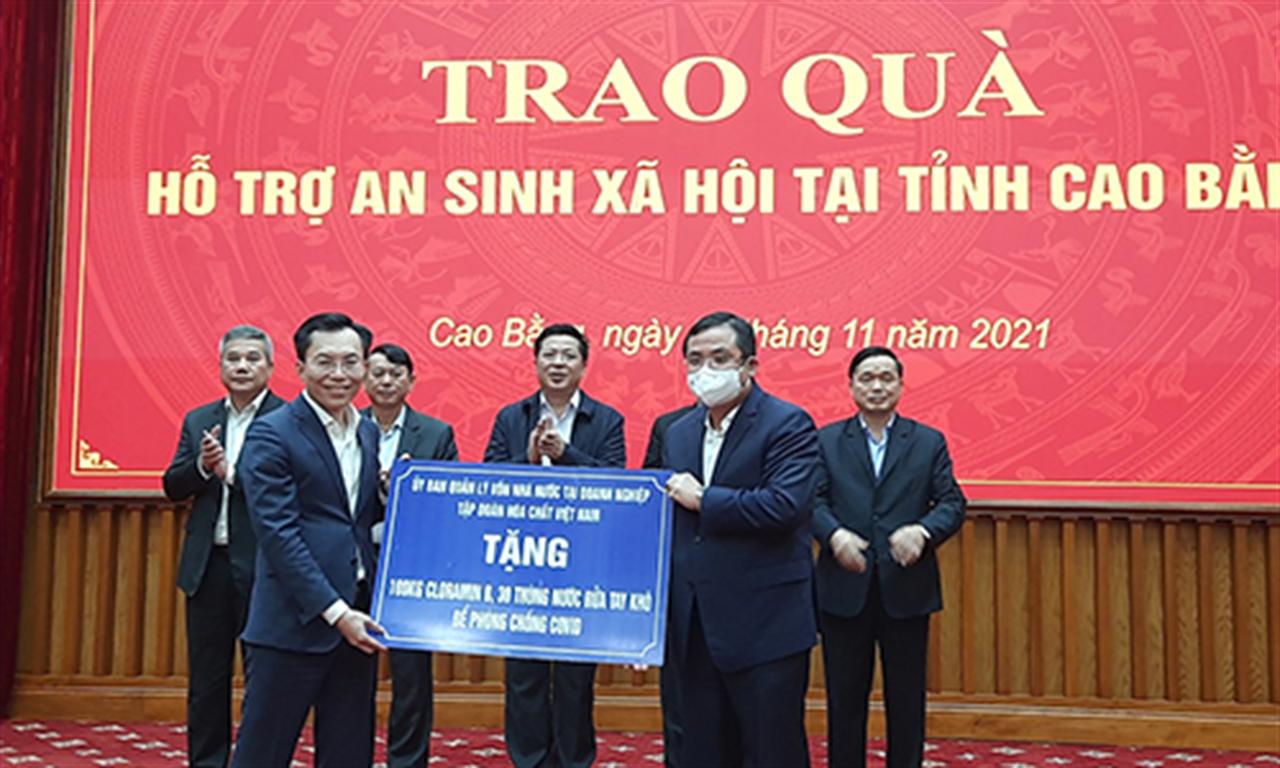 TRAO QUÀ
HỖ TRỢ AN SINH XÃ HỘI TẠI TỈNH CAO BẰN
Cao Bằng, ngày tháng 11 năm 2021
ỦY BAN QUẢN LÝ VỐN NHÀ NƯỚC TẠI DOANH NGHIỆP
TẬP ĐOÀN HÓA CHẤT VIỆT NAM
TẶNG
100KG CLORAMIN B, 30 THÙNG NƯỚC RỬA TAY KHÔ
ĐỂ PHÒNG CHỐNG COVID